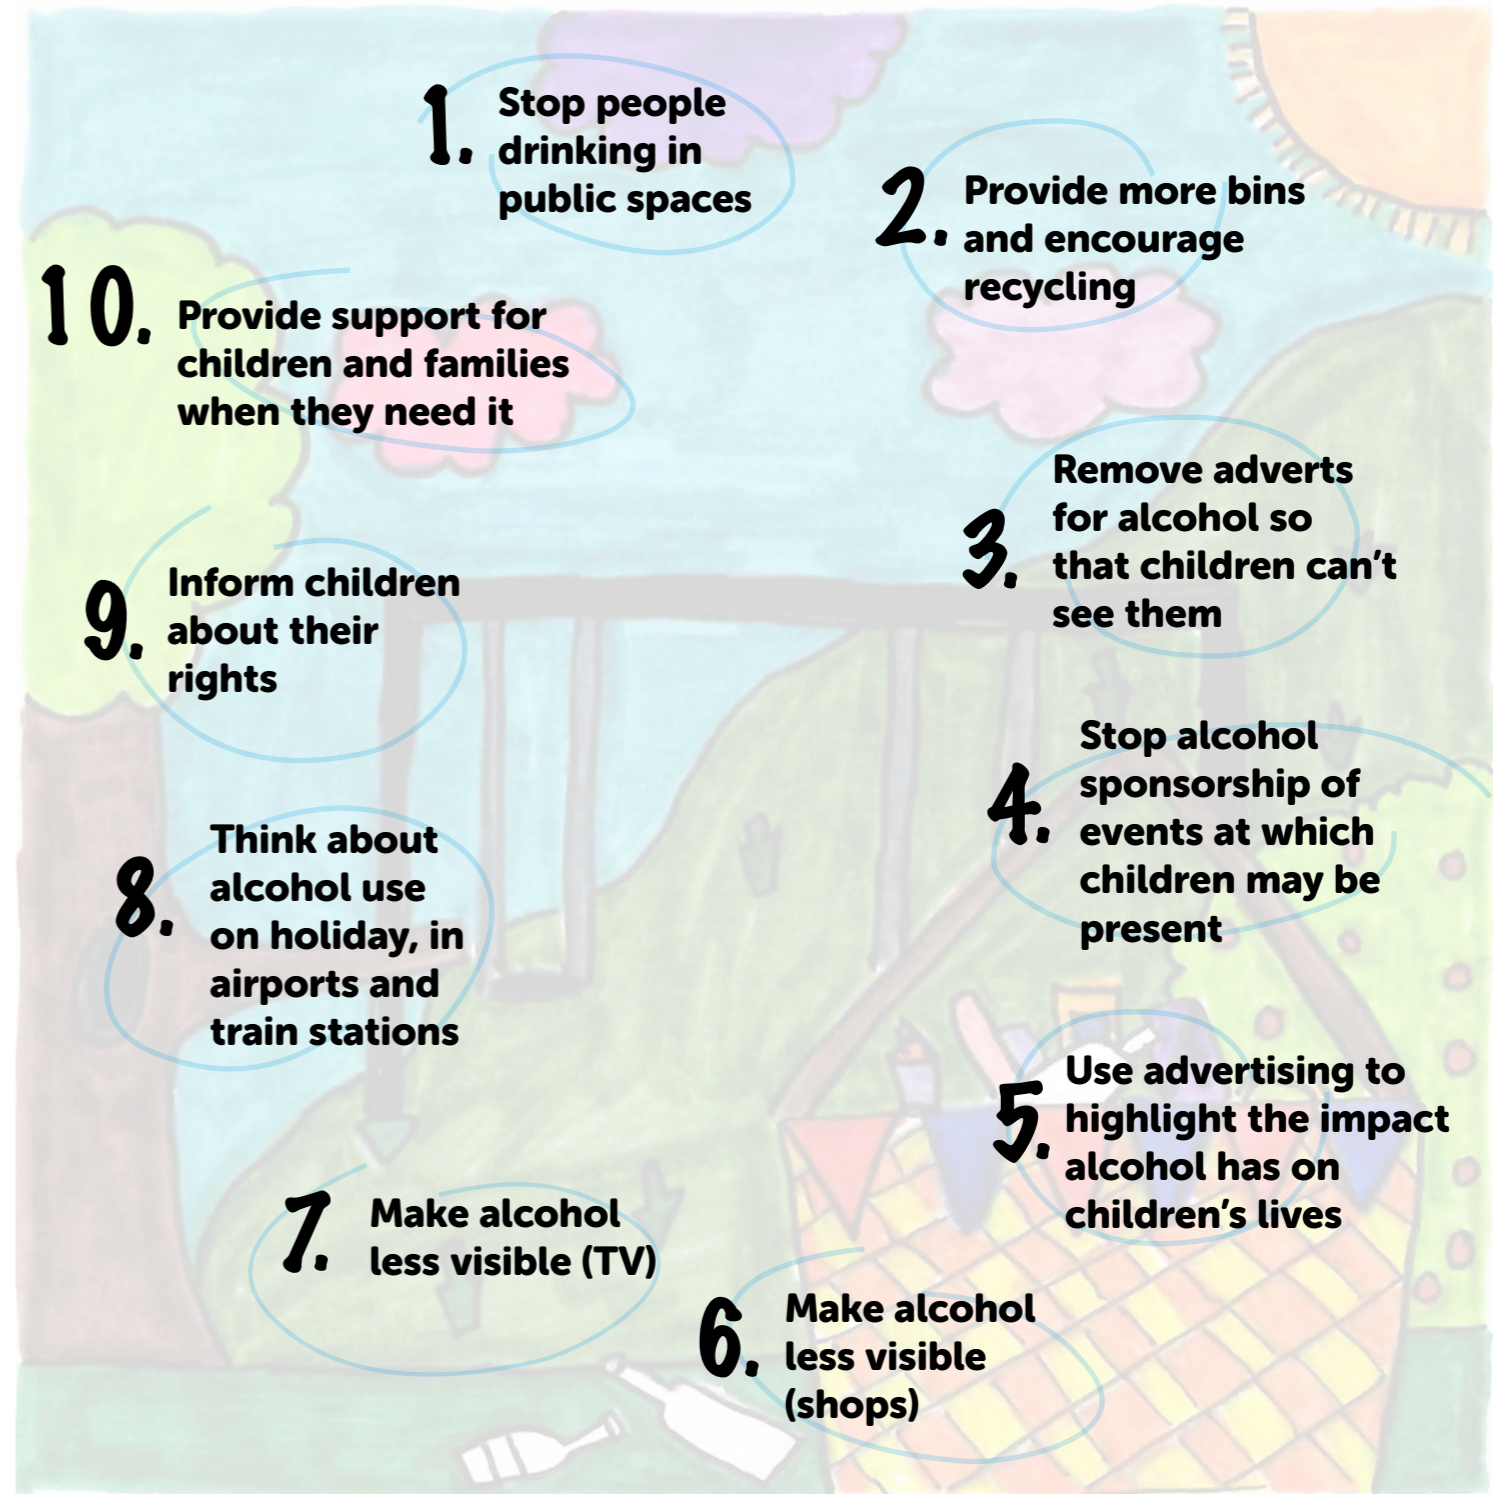 1. Stop people
drinking in
public spaces
2. Provide more bins
and encourage
recycling
3. Remove adverts
for alcohol so
that children can’t
see them
4. Stop alcohol
sponsorship of
events at which
children may be
present
5. Use advertising to
highlight the impact
alcohol has on
children’s lives
6. Make alcohol
less visible
(shops)
7. Make alcohol
less visible (TV)
8. Think about
alcohol use
on holiday, in
airports and
train stations
9. Inform children
about their
rights
10. Provide support for
children and families
when they need it